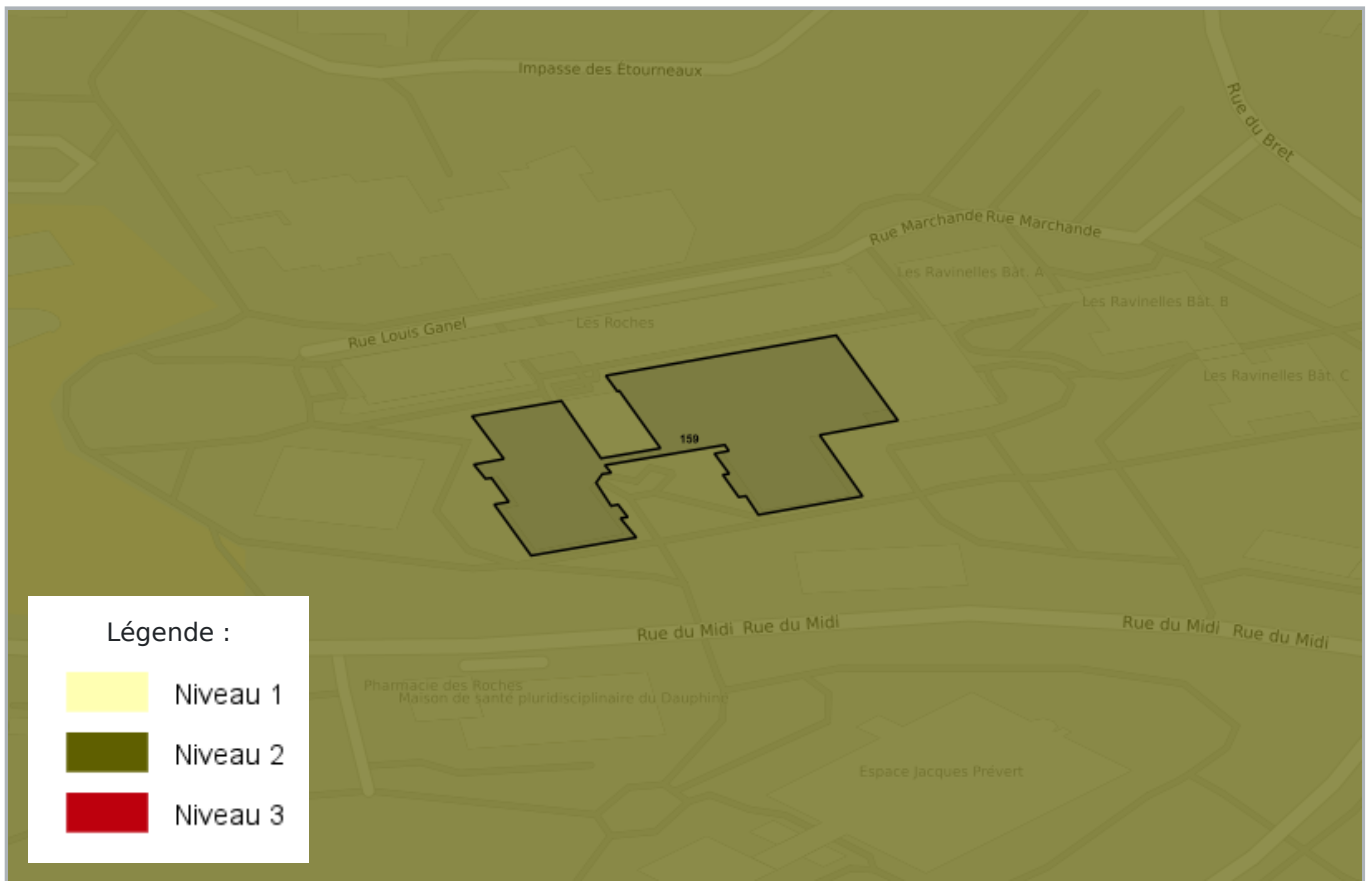 Impasse des Étourneaux
Rue du Bret
Rue Marchande Rue Marchande
Les Ravinelles Bât. A
Les Ravinelles Bât. B
Rue Louis Ganel
Les Roches
Les Ravinelles Bât. C
159
Rue du Midi Rue du Midi
Rue du Midi Rue du Midi
Légende :
Niveau 1
Niveau 2
Niveau 3
Pharmacie des Roches
Maison de santé pluridisciplinaire du Dauphiné
Espace Jacques Prévert